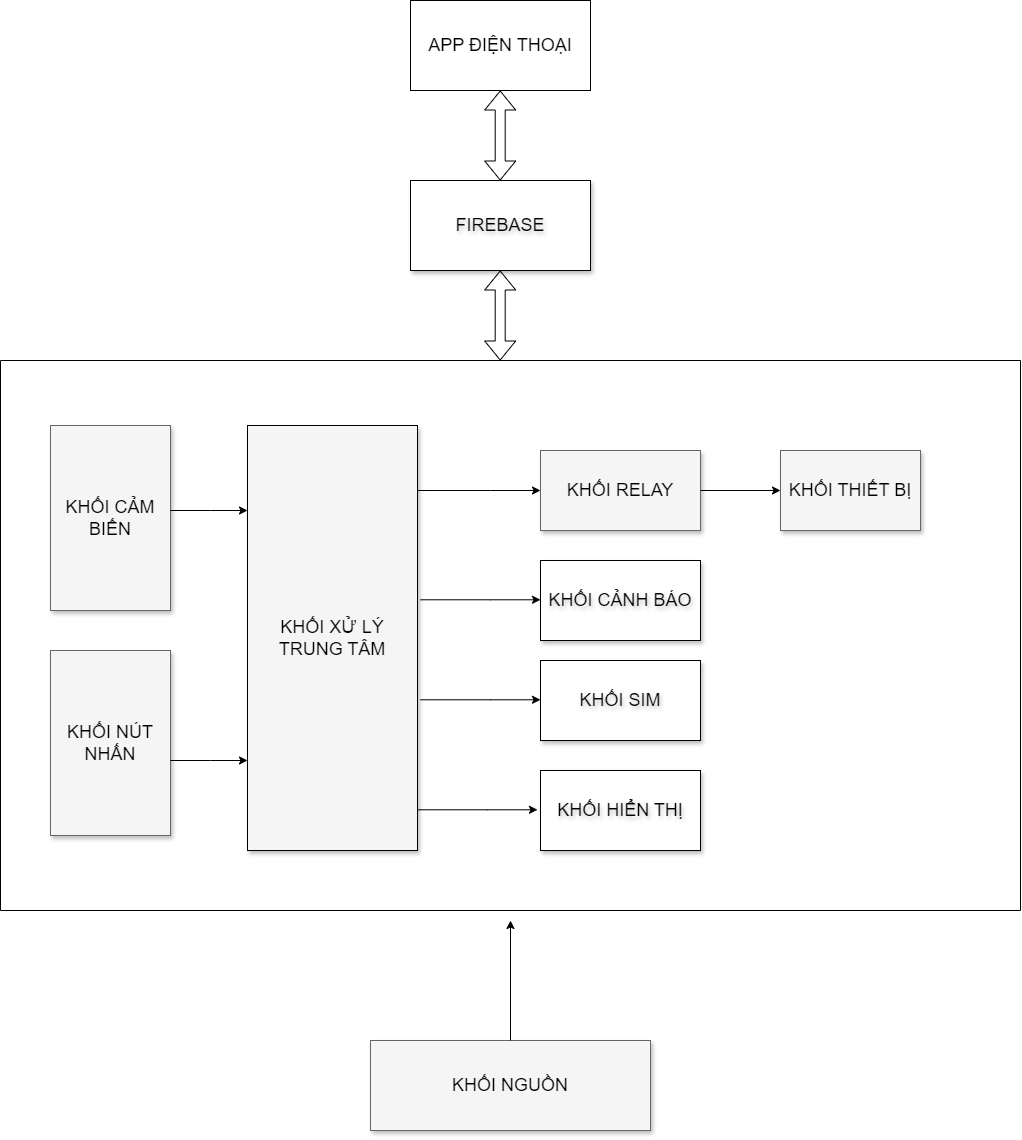 APP ĐIỆN THOẠI
FIREBASE
KHỐI CẢM
BIẾN
KHỐI NÚT
NHẤN
KHỐI XỬ LÝ
TRUNG TÂM
KHỐI RELAY
KHỐI THIẾT BỊ
KHỐI CẢNH BÁO
KHỐI SIM
KHỐI HIỂN THỊ
KHỐI NGUỒN